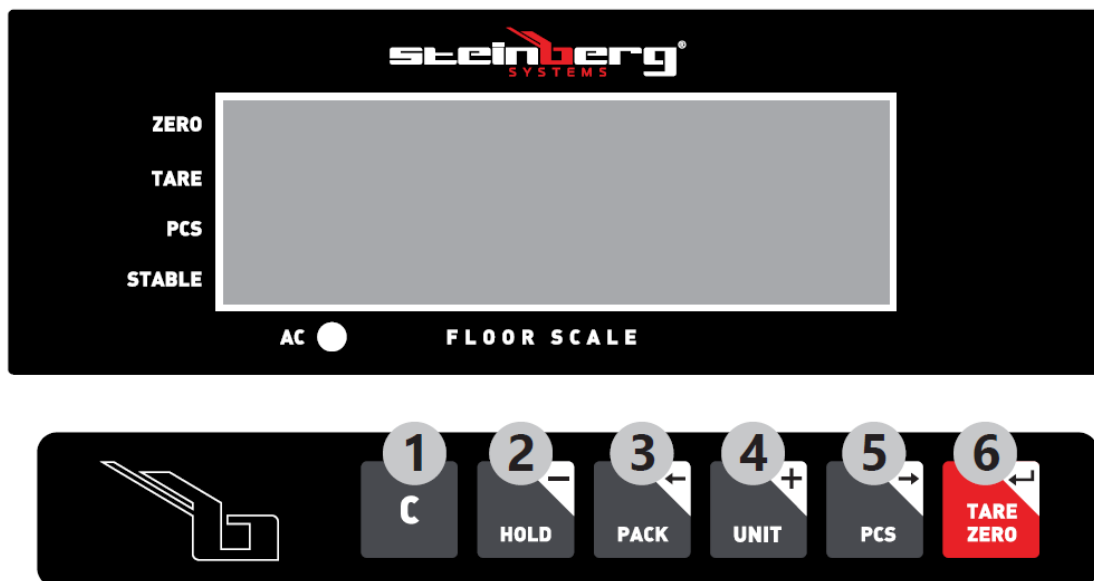 steinberg®
SYSTEMS
ZERO
TARE
PCS
STABLE
AC FLOOR SCALE
1 2 3 4 5 6
− ← + → ↵
C HOLD PACK UNIT PCS TARE ZERO